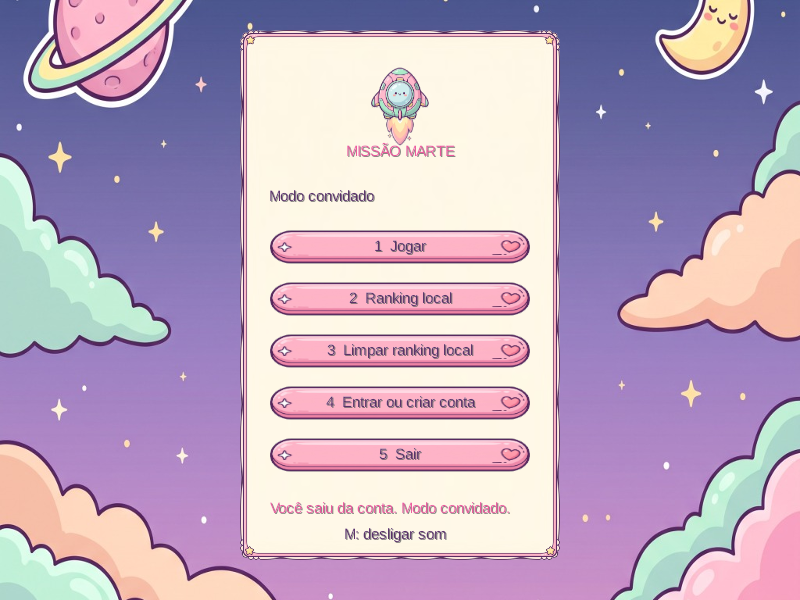 MISSÃO MARTE
Modo convidado
1 Jogar
2 Ranking local
3 Limpar ranking local
4 Entrar ou criar conta
5 Sair
Você saiu da conta. Modo convidado.
M: desligar som